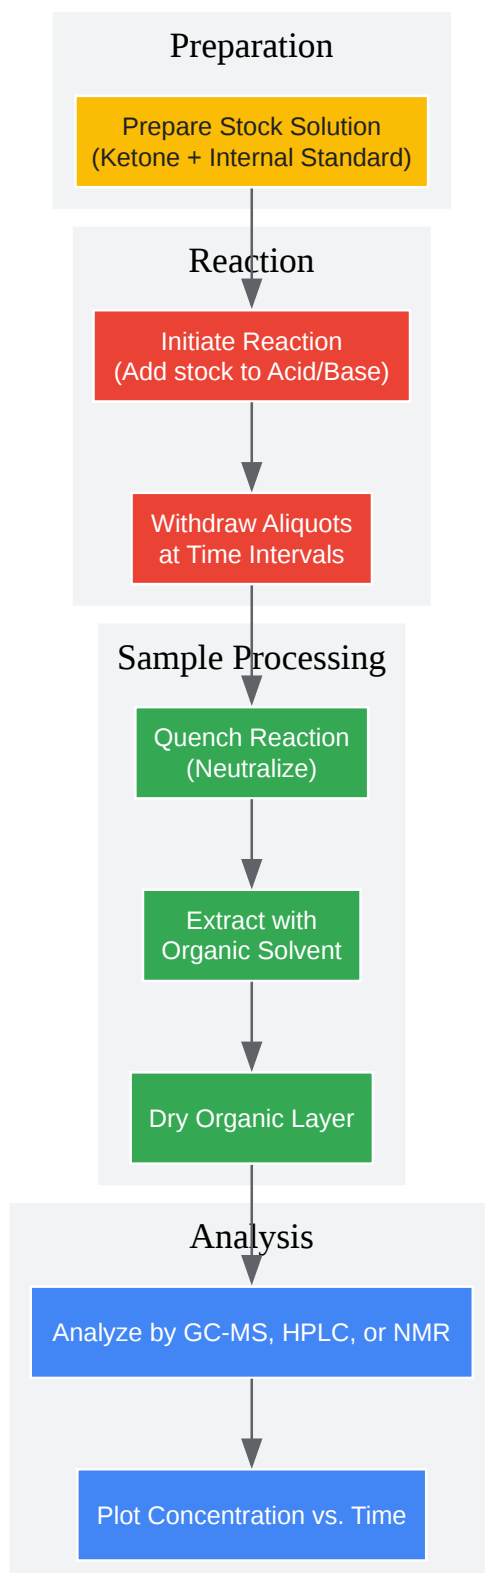 Preparation
Prepare Stock Solution
(Ketone + Internal Standard)
Reaction
Initiate Reaction
(Add stock to Acid/Base)
Withdraw Aliquots
at Time Intervals
Sample Processing
Quench Reaction
(Neutralize)
Extract with
Organic Solvent
Dry Organic Layer
Analysis
Analyze by GC-MS, HPLC, or NMR
Plot Concentration vs. Time